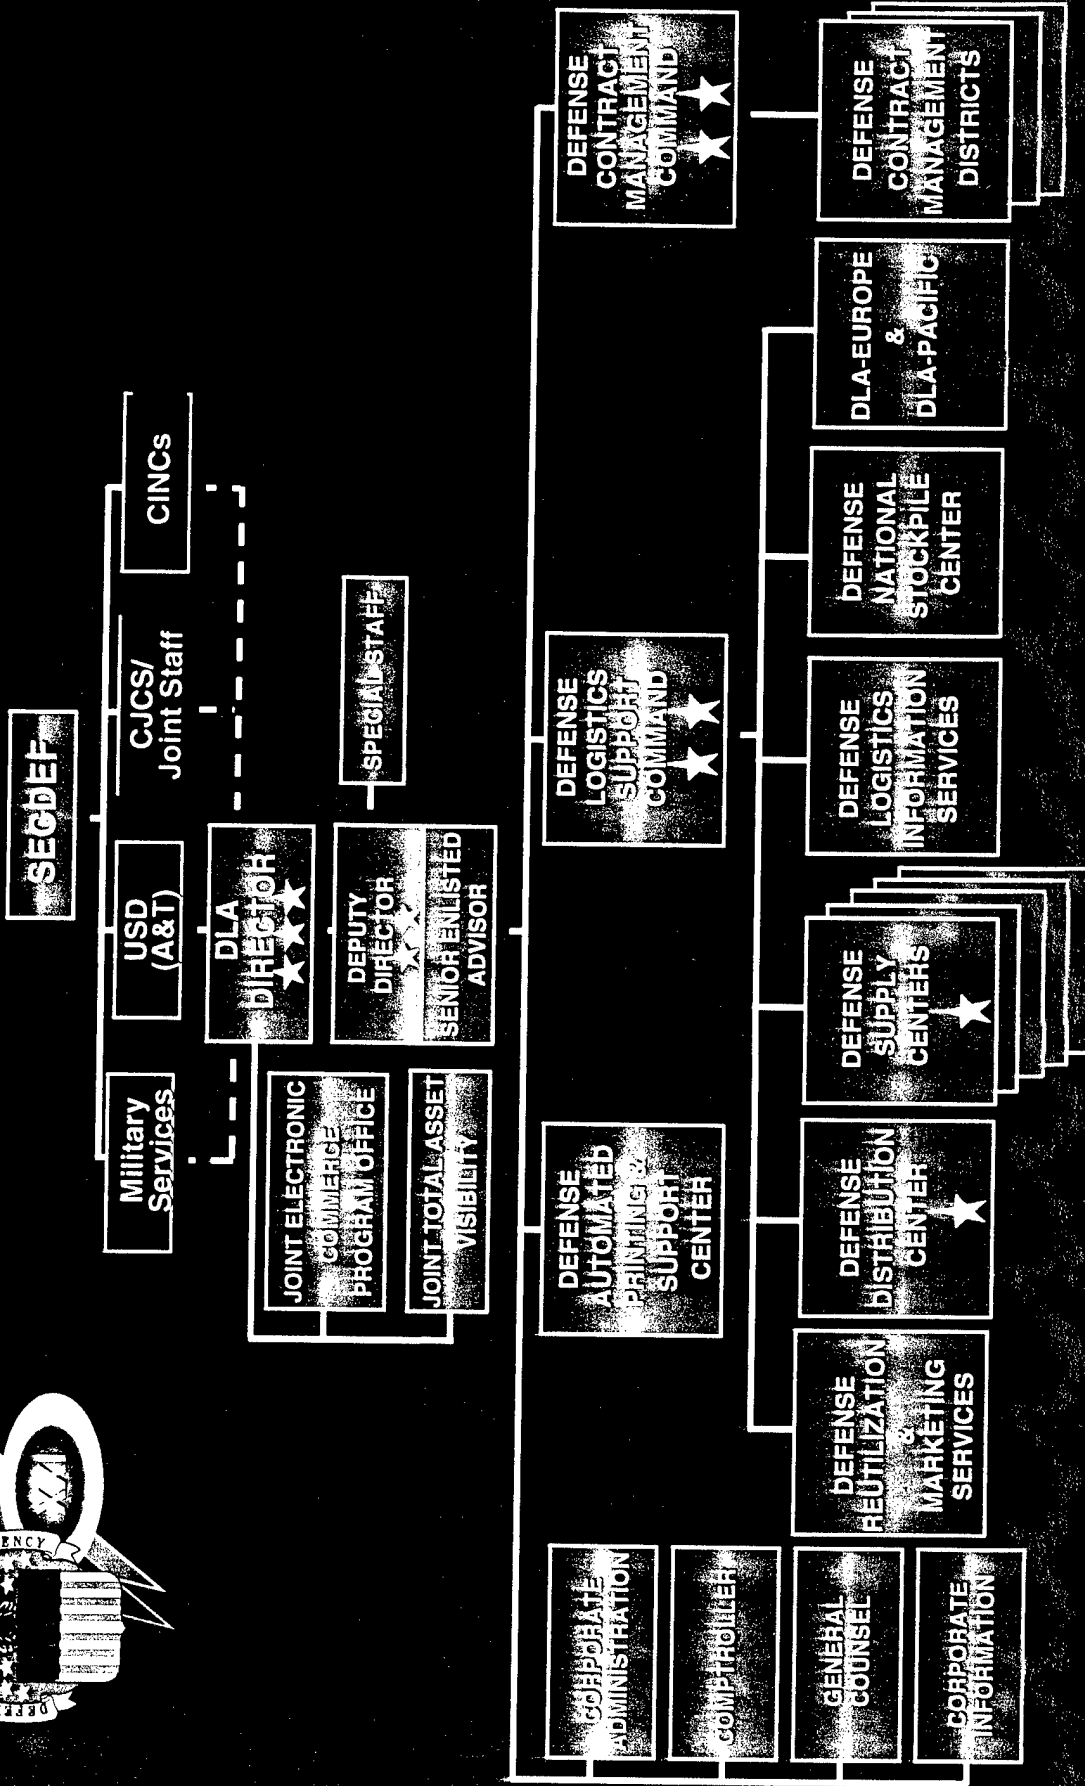 SECDEF
Military
Services
USD
(A&T)
CJCS/
Joint Staff
CINCs
DLA
DIRECTOR
JOINT ELECTRONIC
COMMERCE
PROGRAM OFFICE
JOINT TOTAL ASSET
VISIBILITY
DEPUTY
DIRECTOR
SENIOR ENLISTED
ADVISOR
SPECIAL STAFF
CORPORATE
ADMINISTRATION
COMPTROLLER
GENERAL
COUNSEL
CORPORATE
INFORMATION
DEFENSE
AUTOMATED
PRINTING &
SUPPORT
CENTER
DEFENSE
LOGISTICS
SUPPORT
COMMAND
DEFENSE
CONTRACT
MANAGEMENT
COMMAND
DEFENSE
REUTILIZATION
&
MARKETING
SERVICES
DEFENSE
DISTRIBUTION
CENTER
DEFENSE
SUPPLY
CENTERS
DEFENSE
LOGISTICS
INFORMATION
SERVICES
DEFENSE
NATIONAL
STOCKPILE
CENTER
DLA-EUROPE
&
DLA-PACIFIC
DEFENSE
CONTRACT
MANAGEMENT
DISTRICTS